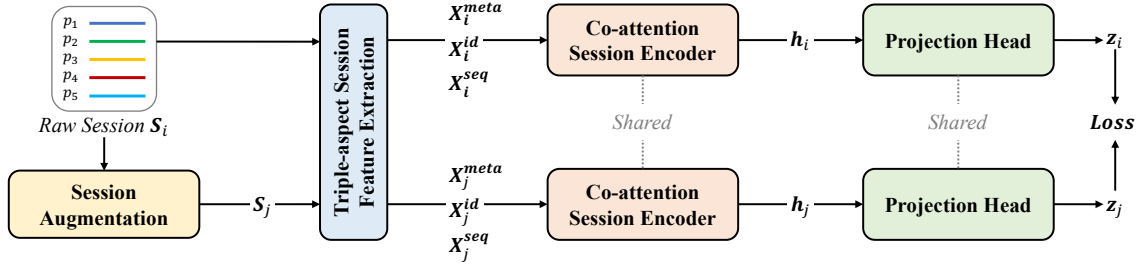 p₁
p₂
p₃
p₄
p₅
Raw Session Sᵢ
Session
Augmentation
Sⱼ
Triple-aspect Session
Feature Extraction
Xᵢᵐᵉᵗᵃ
Xᵢⁱᵈ
Xᵢˢᵉq
Co-attention
Session Encoder
hᵢ
Projection Head
zᵢ
Shared
Shared
Loss
Xⱼᵐᵉᵗᵃ
Xⱼⁱᵈ
Xⱼˢᵉq
Co-attention
Session Encoder
hⱼ
Projection Head
zⱼ